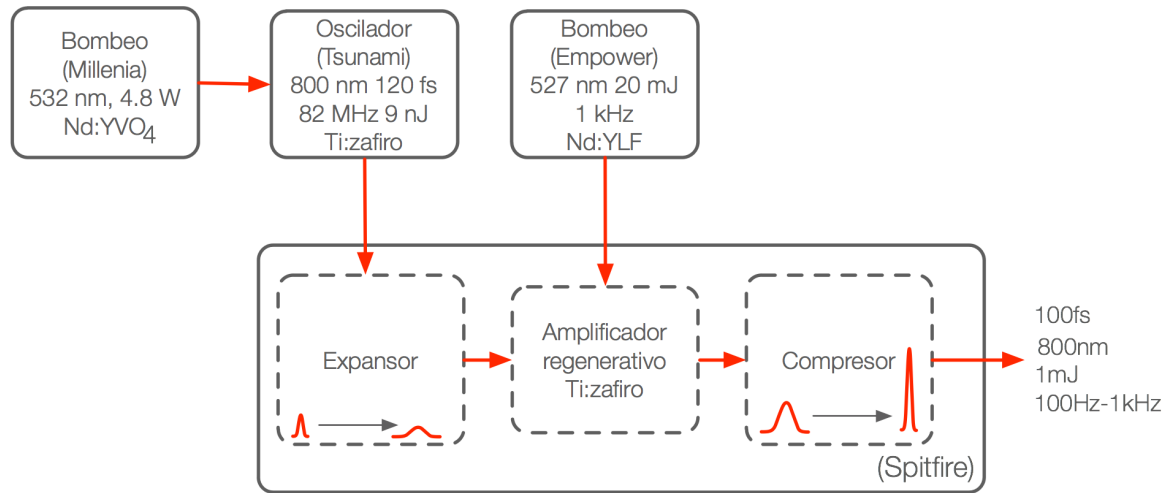 Bombeo
(Millenia)
532 nm, 4.8 W
Nd:YVO4
Oscilador
(Tsunami)
800 nm 120 fs
82 MHz 9 nJ
Ti:zafiro
Bombeo
(Empower)
527 nm 20 mJ
1 kHz
Nd:YLF
Expansor
Amplificador
regenerativo
Ti:zafiro
Compresor
(Spitfire)
100fs
800nm
1mJ
100Hz-1kHz